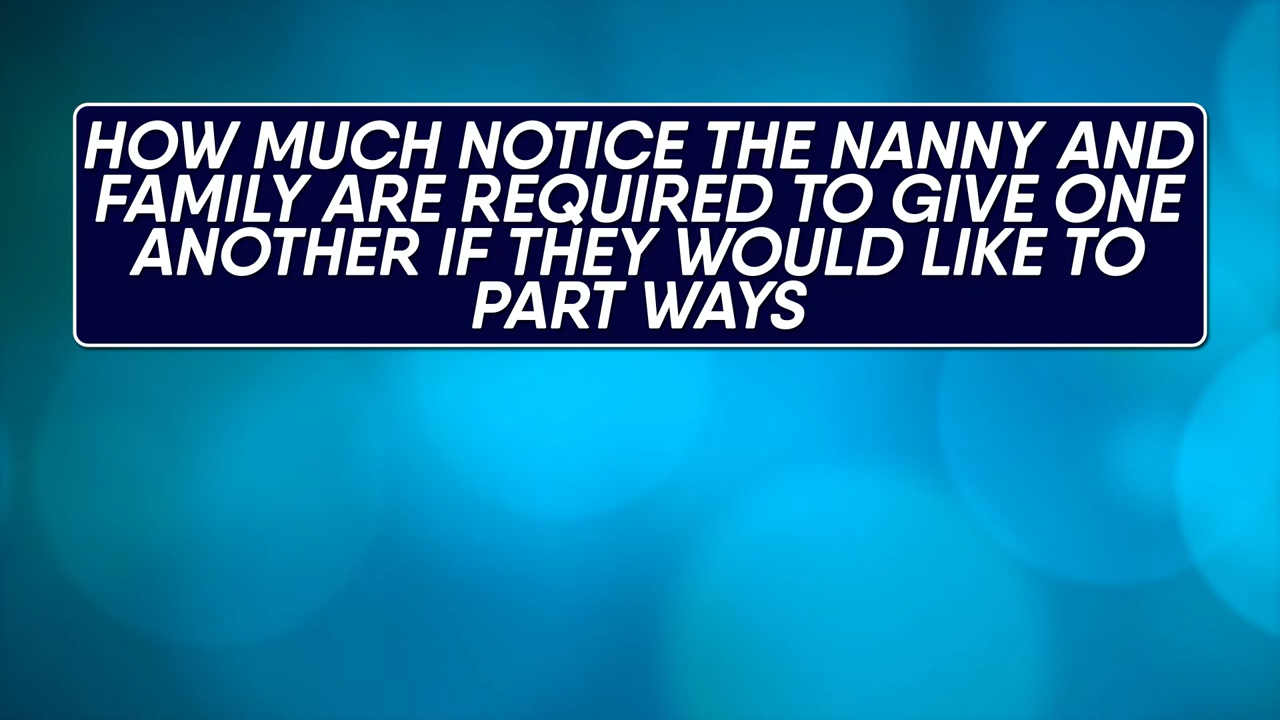 HOW MUCH NOTICE THE NANNY AND
FAMILY ARE REQUIRED TO GIVE ONE
ANOTHER IF THEY WOULD LIKE TO
PART WAYS